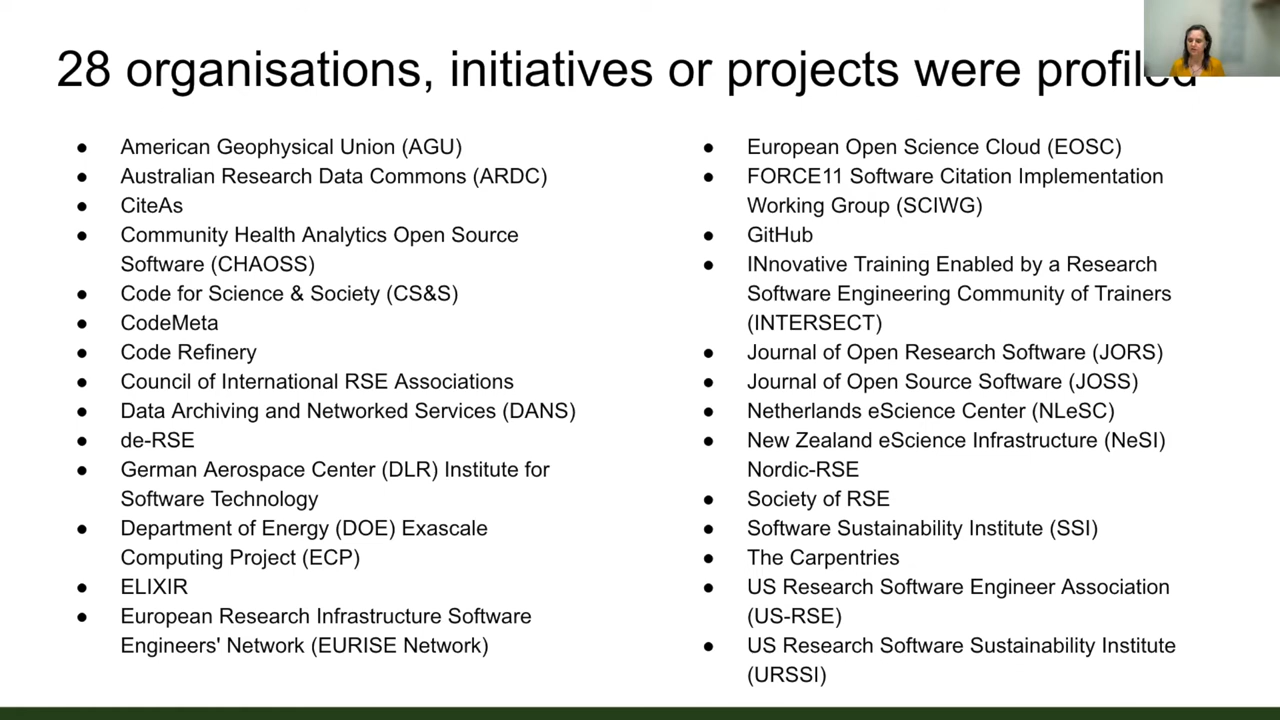 28 organisations, initiatives or projects were profiled
● American Geophysical Union (AGU)
● Australian Research Data Commons (ARDC)
● CiteAs
● Community Health Analytics Open Source
Software (CHAOSS)
● Code for Science & Society (CS&S)
● CodeMeta
● Code Refinery
● Council of International RSE Associations
● Data Archiving and Networked Services (DANS)
● de-RSE
● German Aerospace Center (DLR) Institute for
Software Technology
● Department of Energy (DOE) Exascale
Computing Project (ECP)
● ELIXIR
● European Research Infrastructure Software
Engineers' Network (EURISE Network)
● European Open Science Cloud (EOSC)
● FORCE11 Software Citation Implementation
Working Group (SCIWG)
● GitHub
● INnovative Training Enabled by a Research
Software Engineering Community of Trainers
(INTERSECT)
● Journal of Open Research Software (JORS)
● Journal of Open Source Software (JOSS)
● Netherlands eScience Center (NLeSC)
● New Zealand eScience Infrastructure (NeSI)
Nordic-RSE
● Society of RSE
● Software Sustainability Institute (SSI)
● The Carpentries
● US Research Software Engineer Association
(US-RSE)
● US Research Software Sustainability Institute
(URSSI)